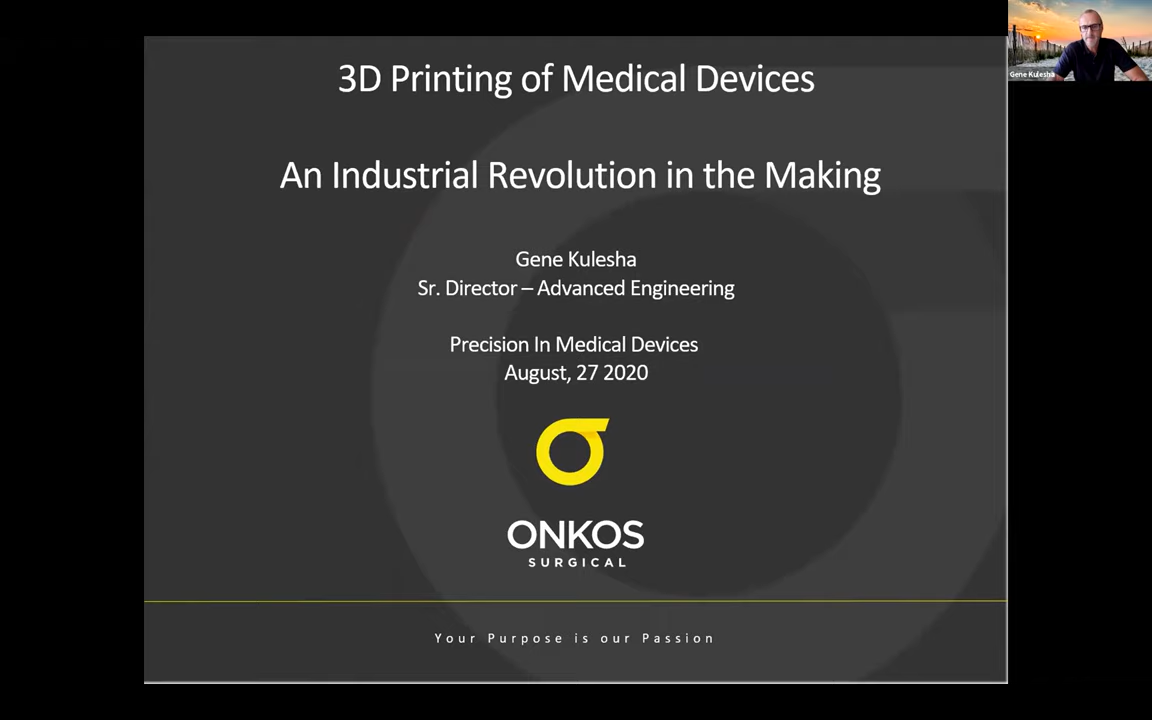 3D Printing of Medical Devices
An Industrial Revolution in the Making
Gene Kulesha
Sr. Director – Advanced Engineering
Precision In Medical Devices
August, 27 2020
ONKOS
SURGICAL
Your Purpose is our Passion
Gene Kulesha